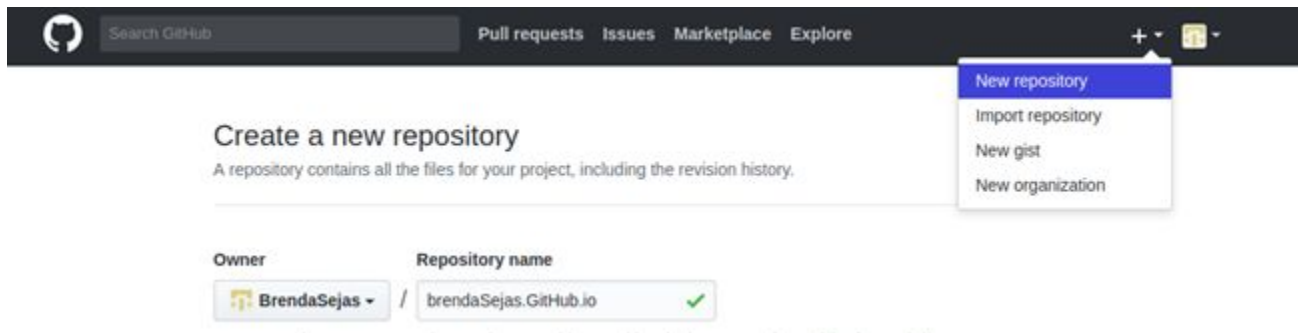 Search GitHub
Pull requests Issues Marketplace Explore
New repository
Import repository
New gist
New organization
Create a new repository
A repository contains all the files for your project, including the revision history.
Owner
Repository name
BrendaSejas / brendaSejas.GitHub.io